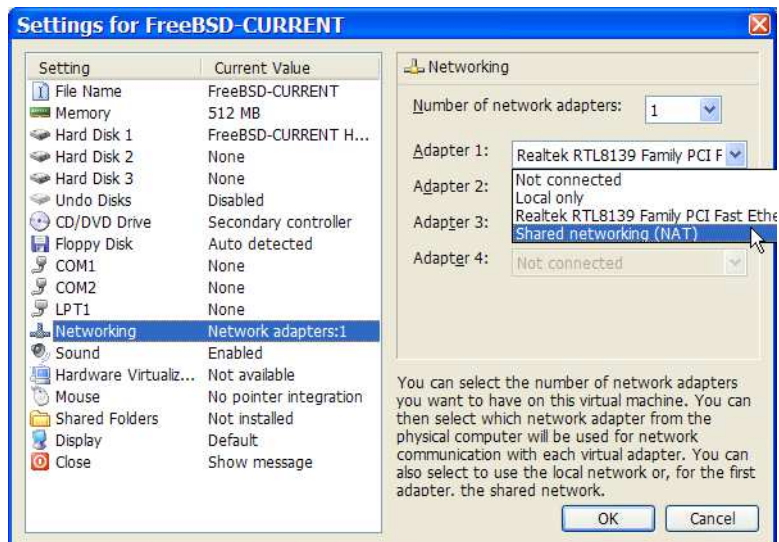 Settings for FreeBSD-CURRENT
Setting Current Value
File Name FreeBSD-CURRENT
Memory 512 MB
Hard Disk 1 FreeBSD-CURRENT H...
Hard Disk 2 None
Hard Disk 3 None
Undo Disks Disabled
CD/DVD Drive Secondary controller
Floppy Disk Auto detected
COM1 None
COM2 None
LPT1 None
Networking Network adapters:1
Sound Enabled
Hardware Virtualiz... Not available
Mouse No pointer integration
Shared Folders Not installed
Display Default
Close Show message
Networking
Number of network adapters: 1
Adapter 1: Realtek RTL8139 Family PCI F
Not connected
Adapter 2:
Local only
Realtek RTL8139 Family PCI Fast Ethe
Adapter 3:
Shared networking (NAT)
Adapter 4: Not connected
You can select the number of network adapters
you want to have on this virtual machine. You can
then select which network adapter from the
physical computer will be used for network
communication with each virtual adapter. You can
also select to use the local network or, for the first
adapter, the shared network.
OK Cancel